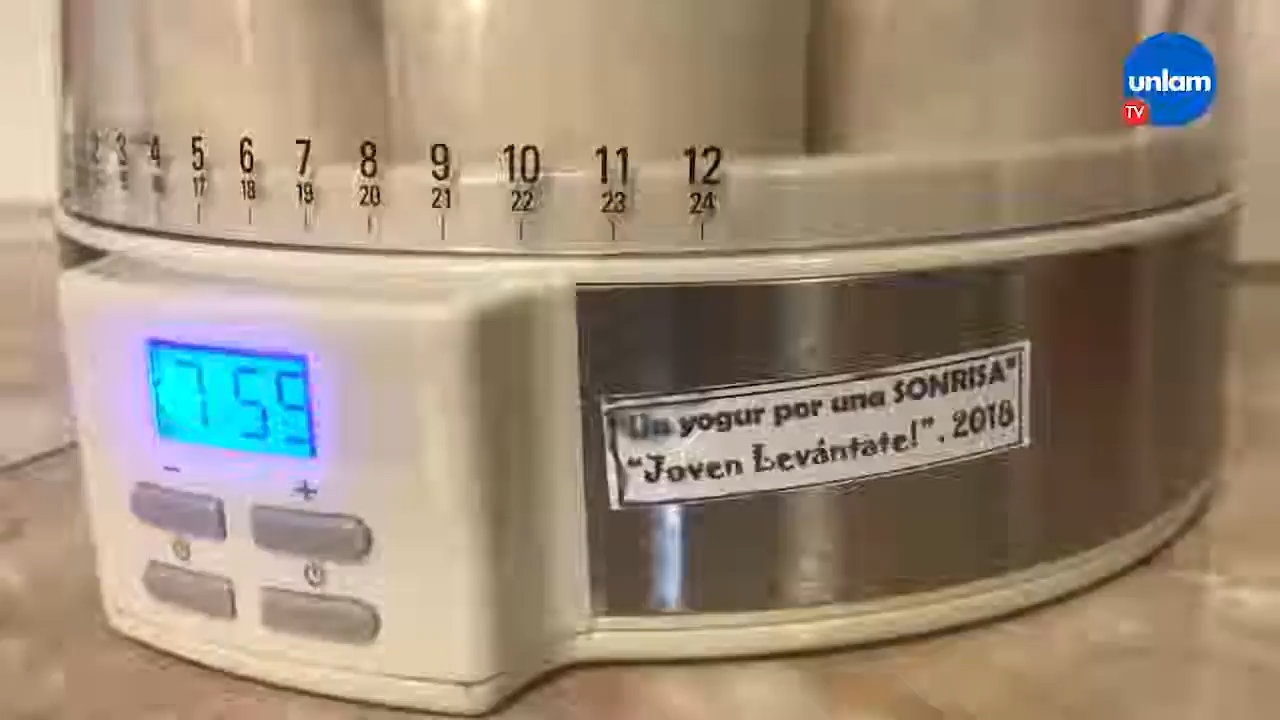 unlam
TV
2 3 4 5 6 7 8 9 10 11 12
17 18 19 20 21 22 23 24
7 59
- +
"Un yogur por una SONRISA"
"Joven Levántate!". 2018